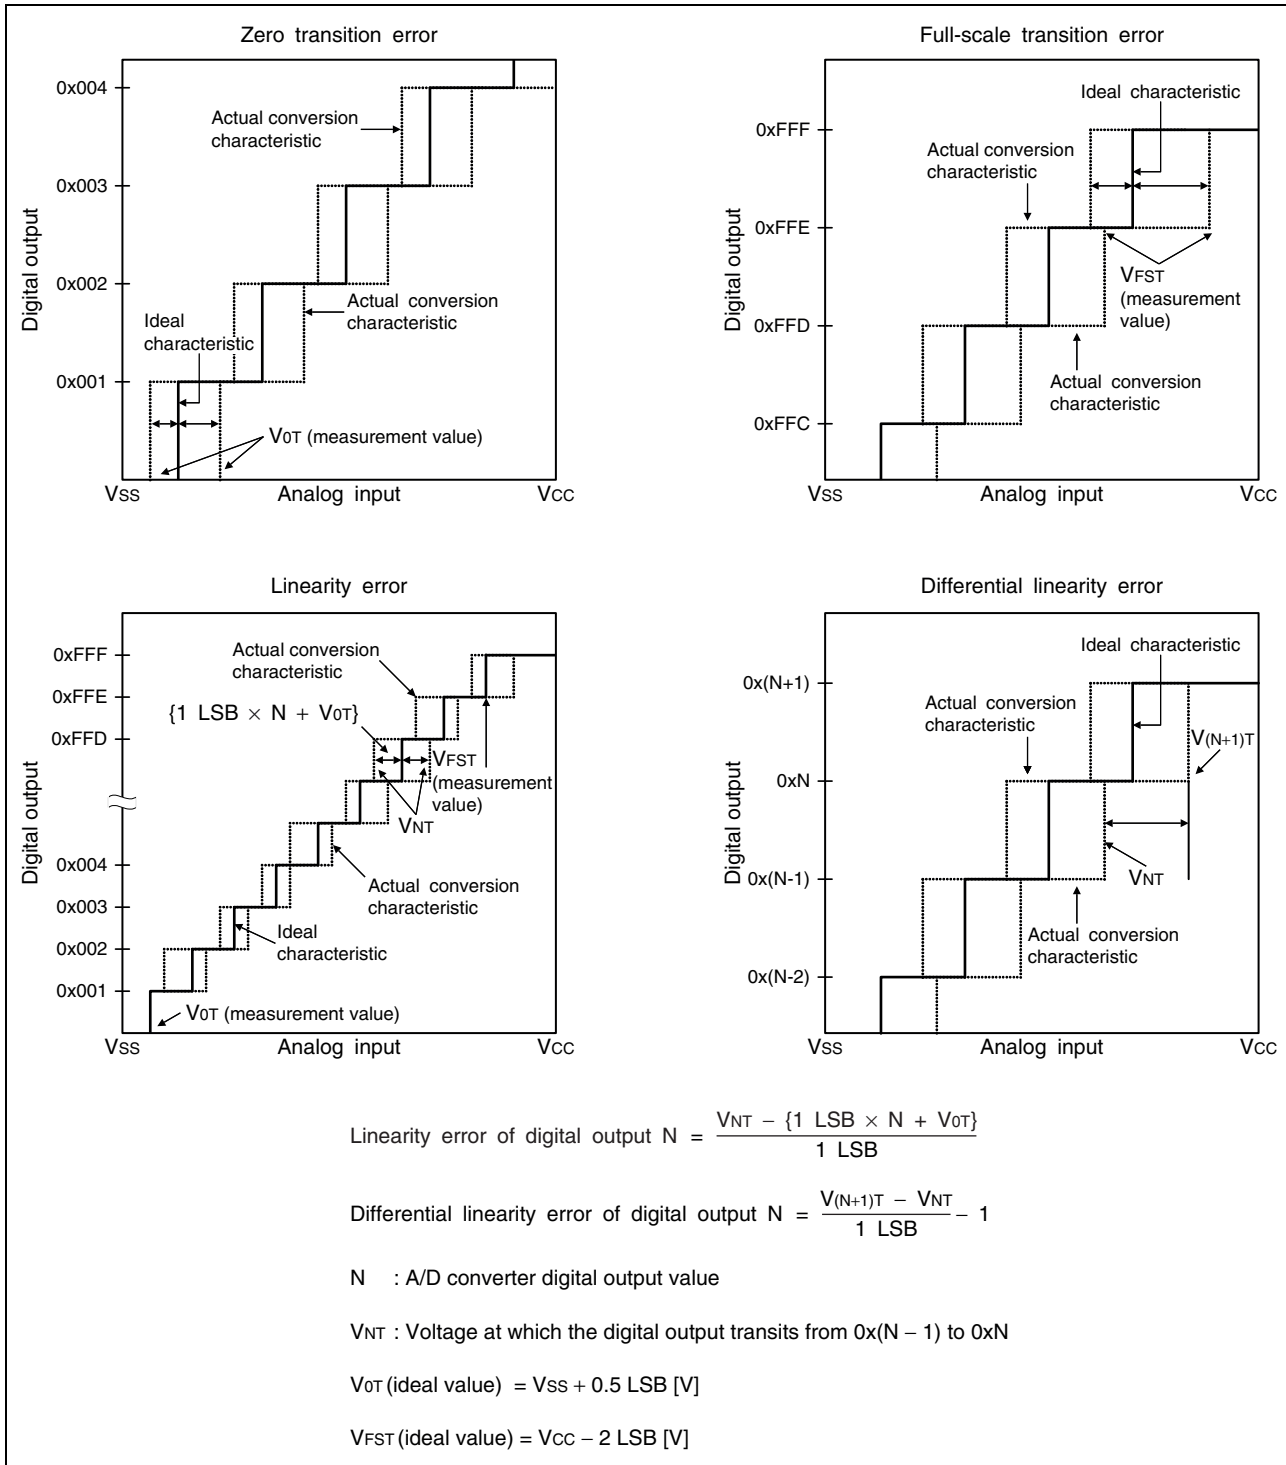 Zero transition error
0x004
0x003
0x002
0x001
Digital output
Actual conversion
characteristic
Actual conversion
characteristic
Ideal
characteristic
V0T (measurement value)
VSS
Analog input
VCC
Full-scale transition error
0xFFF
0xFFE
0xFFD
0xFFC
Digital output
Ideal characteristic
Actual conversion
characteristic
VFST
(measurement
value)
Actual conversion
characteristic
VSS
Analog input
VCC
Linearity error
0xFFF
0xFFE
0xFFD
0x004
0x003
0x002
0x001
Digital output
Actual conversion
characteristic
{1 LSB × N + V0T}
VFST
(measurement
value)
VNT
Actual conversion
characteristic
Ideal
characteristic
V0T (measurement value)
VSS
Analog input
VCC
Differential linearity error
0x(N+1)
0xN
0x(N-1)
0x(N-2)
Digital output
Ideal characteristic
Actual conversion
characteristic
V(N+1)T
VNT
Actual conversion
characteristic
VSS
Analog input
VCC
Linearity error of digital output N = VNT − {1 LSB × N + V0T}
1 LSB
Differential linearity error of digital output N = V(N+1)T − VNT
1 LSB − 1
N : A/D converter digital output value
VNT : Voltage at which the digital output transits from 0x(N − 1) to 0xN
V0T (ideal value) = VSS + 0.5 LSB [V]
VFST (ideal value) = VCC − 2 LSB [V]